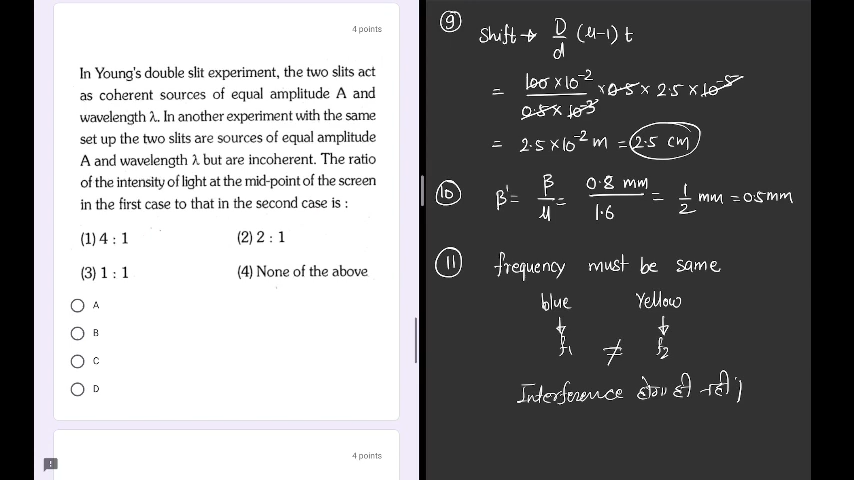 4 points
In Young's double slit experiment, the two slits act
as coherent sources of equal amplitude A and
wavelength λ. In another experiment with the same
set up the two slits are sources of equal amplitude
A and wavelength λ but are incoherent. The ratio
of the intensity of light at the mid-point of the screen
in the first case to that in the second case is :
(1) 4 : 1 (2) 2 : 1
(3) 1 : 1 (4) None of the above
A
B
C
D
4 points
9
Shift → D/d (μ-1) t
= 100 × 10⁻² / 0.5 × 10⁻³ × 0.5 × 2.5 × 10⁻⁵
= 2.5 × 10⁻² m = 2.5 cm
10 β' = β/μ = 0.8 mm / 1.6 = 1/2 mm = 0.5 mm
11 frequency must be same
blue Yellow
↓ ↓
f₁ ≠ f₂
Interference होगा ही नहीं।